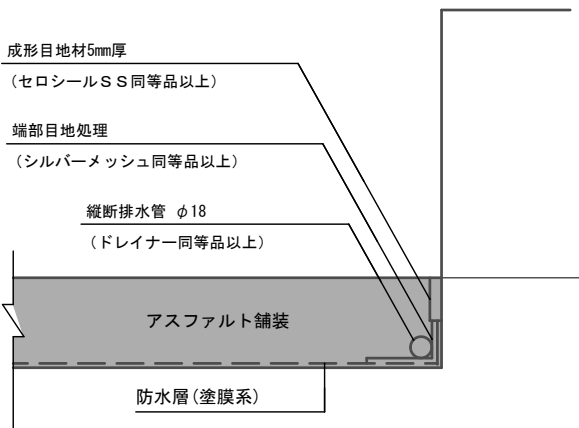 成形目地材5mm厚
（セロシールＳＳ同等品以上）
端部目地処理
（シルバーメッシュ同等品以上）
縦断排水管 φ18
（ドレイナー同等品以上）
アスファルト舗装
防水層(塗膜系)